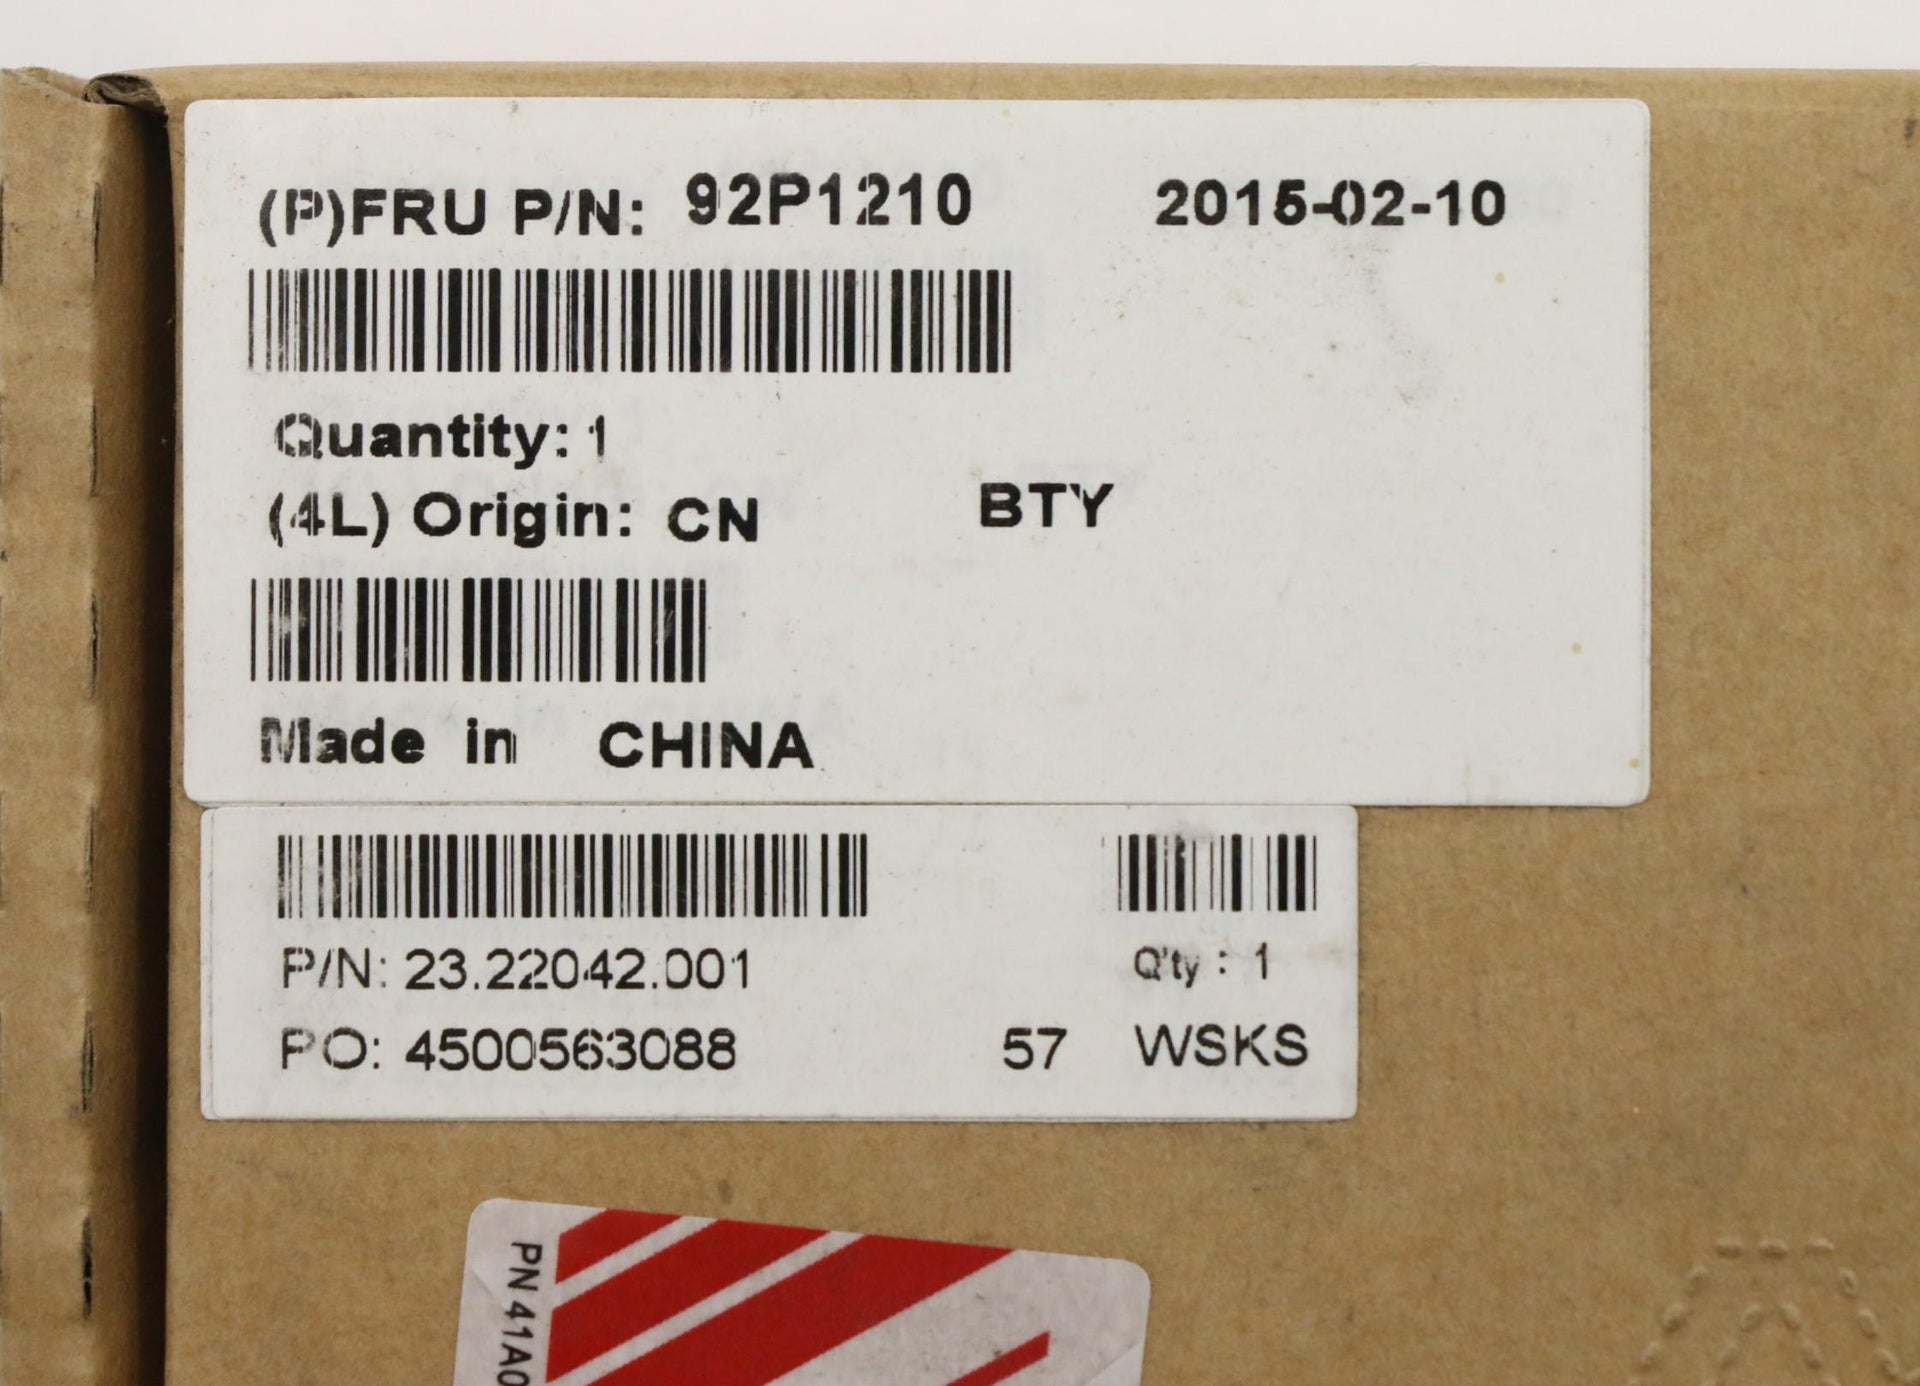 (P)FRU P/N: 92P1210 2015-02-10
Quantity: 1
(4L) Origin: CN BTY
Made in CHINA
P/N: 23.22042.001 Q'ty : 1
PO: 4500563088 57 WSKS
PN 41A0